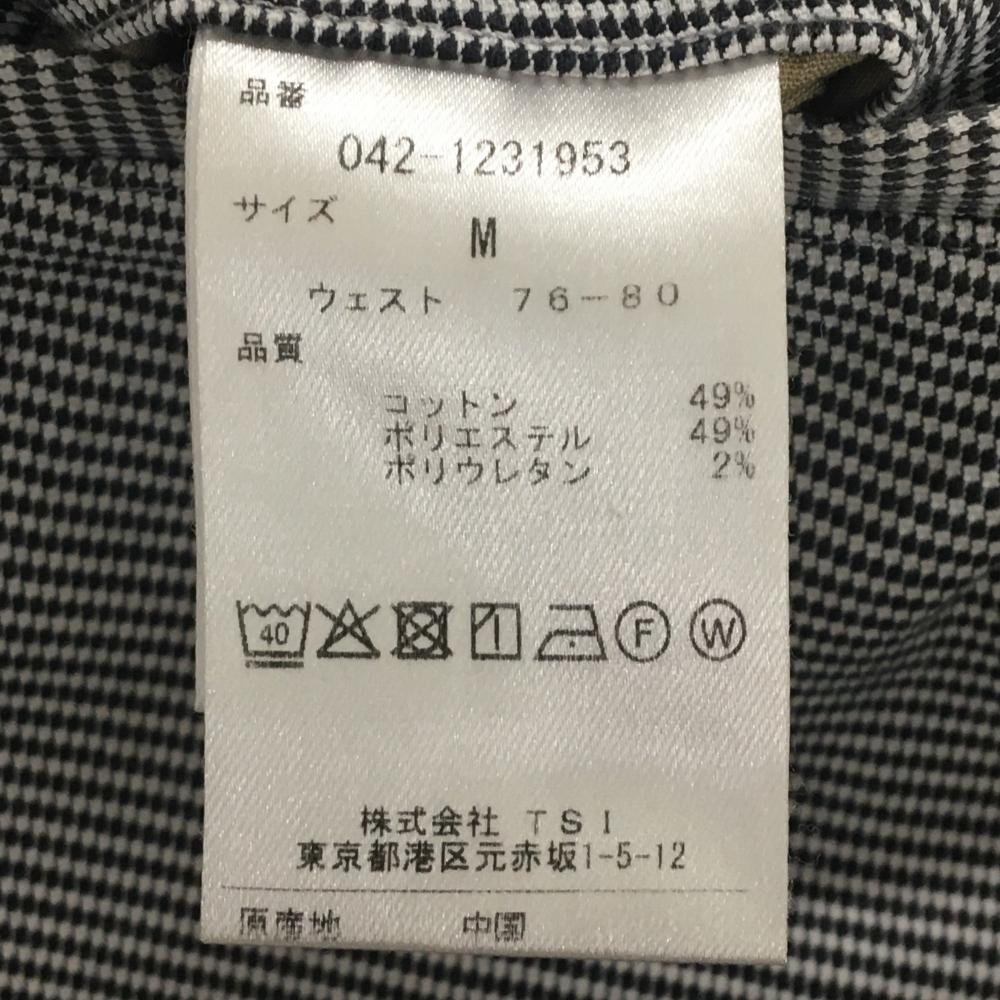 品番
042-1231953
サイズ
M
ウェスト 76-80
品質
コットン 49%
ポリエステル 49%
ポリウレタン 2%
40 F W
株式会社 TSI
東京都港区元赤坂1-5-12
原産地 中国